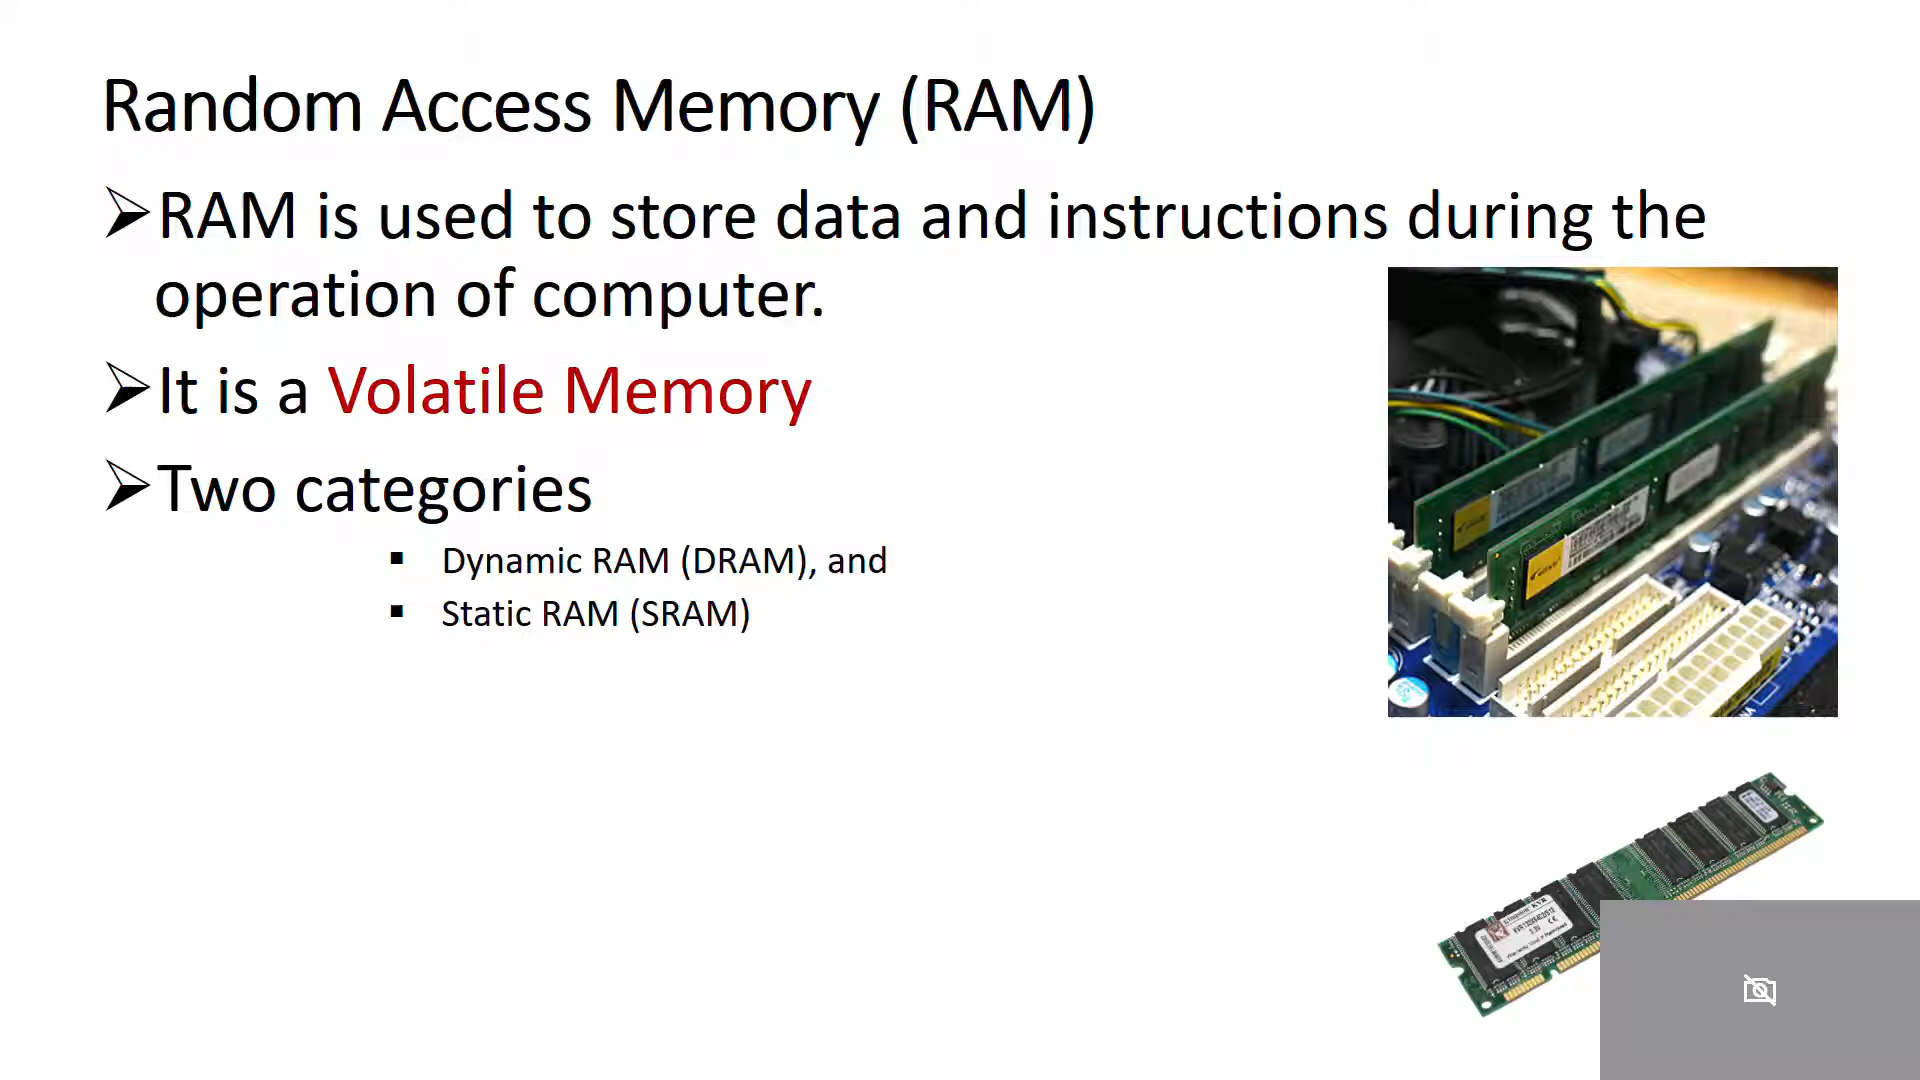 Random Access Memory (RAM)
➢RAM is used to store data and instructions during the
operation of computer.
➢It is a Volatile Memory
➢Two categories
▪ Dynamic RAM (DRAM), and
▪ Static RAM (SRAM)